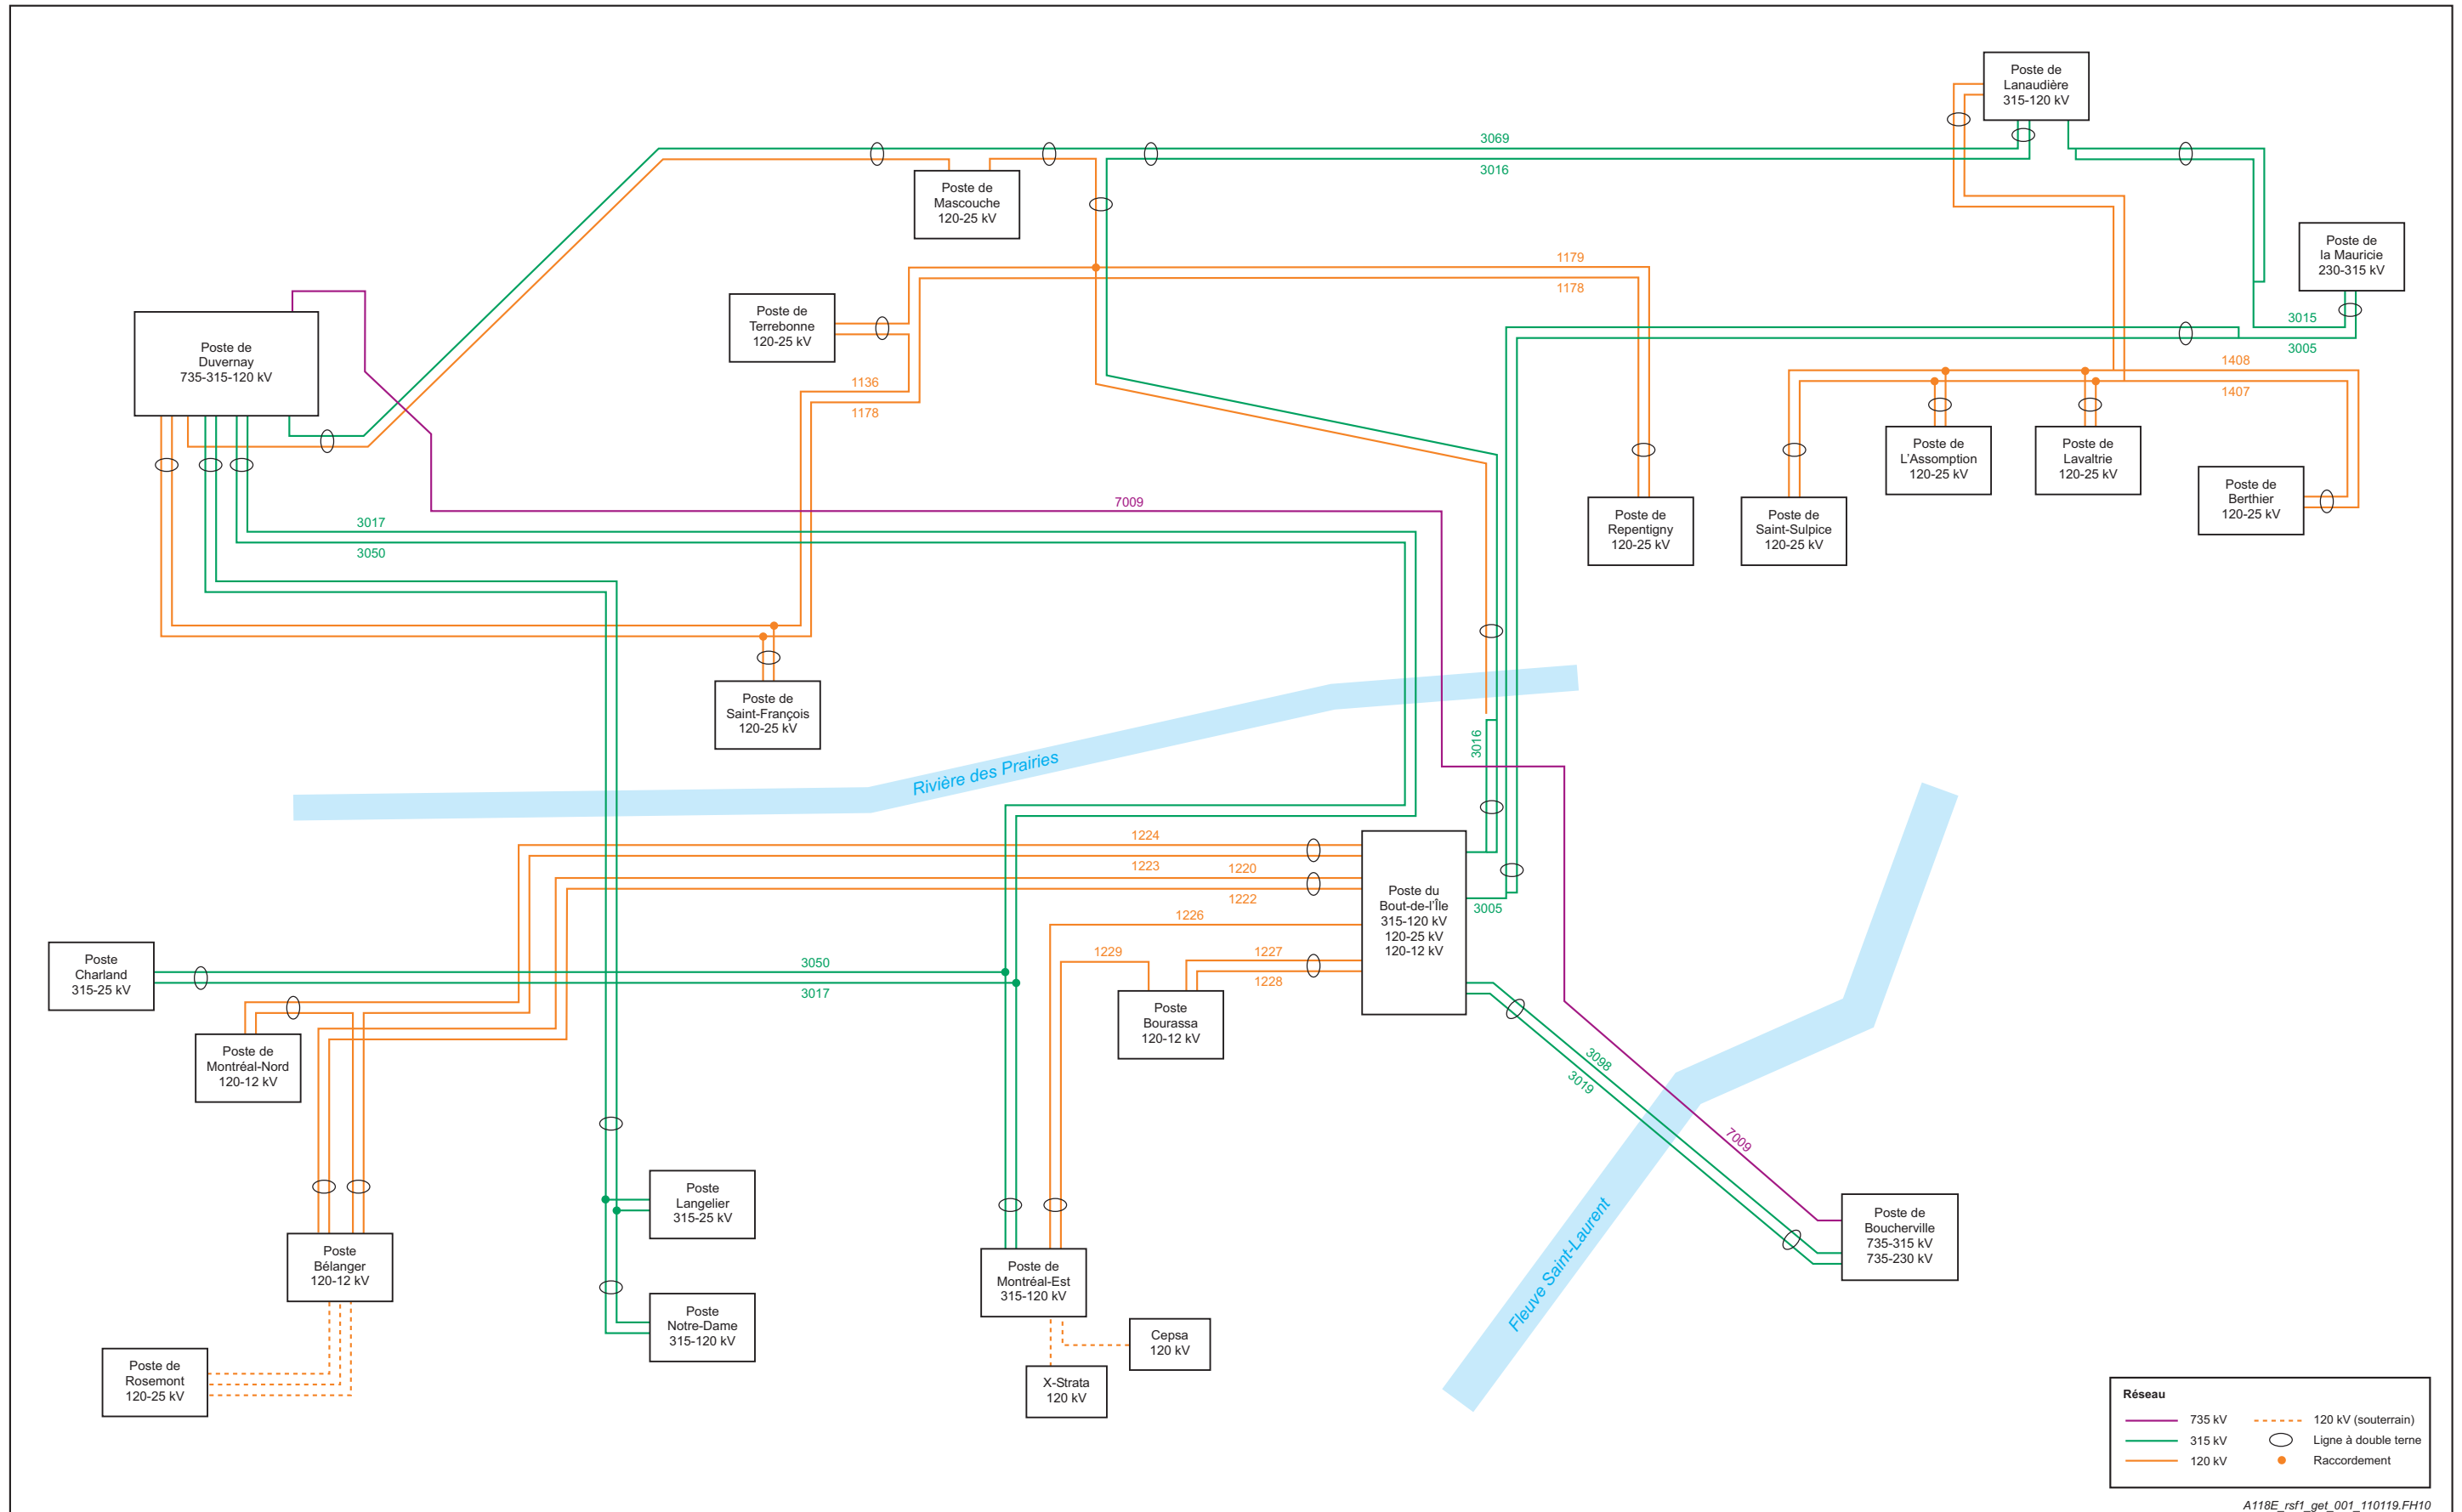 Poste de
Lanaudière
315-120 kV
3069
3016
Poste de
Mascouche
120-25 kV
Poste de
la Mauricie
230-315 kV
1179
1178
Poste de
Terrebonne
120-25 kV
Poste de
Duvernay
735-315-120 kV
3015
3005
1408
1407
1136
1178
Poste de
L'Assomption
120-25 kV
Poste de
Lavaltrie
120-25 kV
Poste de
Berthier
120-25 kV
7009
Poste de
Repentigny
120-25 kV
Poste de
Saint-Sulpice
120-25 kV
3017
3050
Poste de
Saint-François
120-25 kV
3016
Rivière des Prairies
1224
1223
1220
1222
1226
1229
1227
1228
Poste du
Bout-de-l'Île
315-120 kV
120-25 kV
120-12 kV
3005
Poste
Charland
315-25 kV
3050
3017
Poste
Bourassa
120-12 kV
Poste de
Montréal-Nord
120-12 kV
3098
3019
7009
Poste
Langelier
315-25 kV
Fleuve Saint-Laurent
Poste de
Boucherville
735-315 kV
735-230 kV
Poste
Bélanger
120-12 kV
Poste de
Montréal-Est
315-120 kV
Poste
Notre-Dame
315-120 kV
Cepsa
120 kV
Poste de
Rosemont
120-25 kV
X-Strata
120 kV
Réseau
735 kV
120 kV (souterrain)
315 kV
Ligne à double terne
120 kV
Raccordement
A118E_rsf1_get_001_110119.FH10